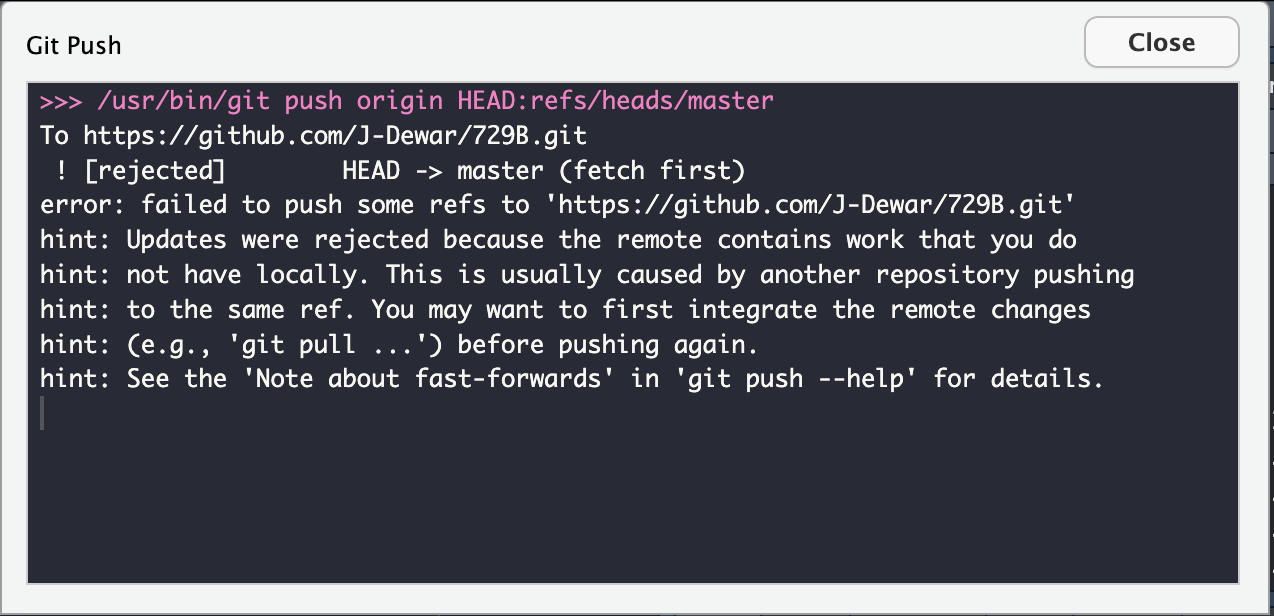 Git Push
Close
>>> /usr/bin/git push origin HEAD:refs/heads/master
To https://github.com/J-Dewar/729B.git
 ! [rejected]        HEAD -> master (fetch first)
error: failed to push some refs to 'https://github.com/J-Dewar/729B.git'
hint: Updates were rejected because the remote contains work that you do
hint: not have locally. This is usually caused by another repository pushing
hint: to the same ref. You may want to first integrate the remote changes
hint: (e.g., 'git pull ...') before pushing again.
hint: See the 'Note about fast-forwards' in 'git push --help' for details.